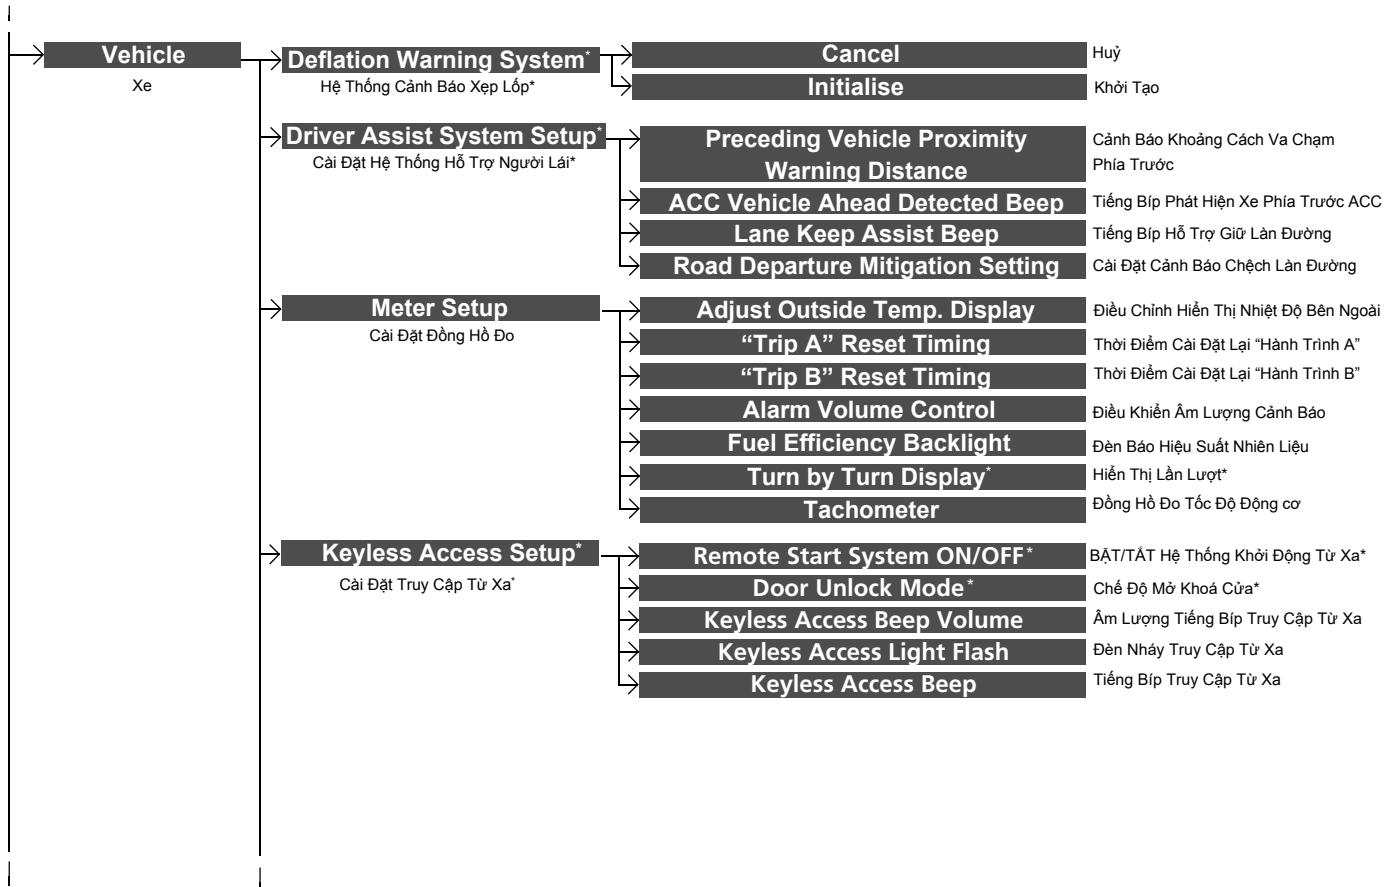 Vehicle
Xe
Deflation Warning System*
Hệ Thống Cảnh Báo Xẹp Lốp*
Cancel
Huỷ
Initialise
Khởi Tạo
Driver Assist System Setup*
Cài Đặt Hệ Thống Hỗ Trợ Người Lái*
Preceding Vehicle Proximity
Warning Distance
Cảnh Báo Khoảng Cách Va Chạm
Phía Trước
ACC Vehicle Ahead Detected Beep
Tiếng Bíp Phát Hiện Xe Phía Trước ACC
Lane Keep Assist Beep
Tiếng Bíp Hỗ Trợ Giữ Làn Đường
Road Departure Mitigation Setting
Cài Đặt Cảnh Báo Chệch Làn Đường
Meter Setup
Cài Đặt Đồng Hồ Đo
Adjust Outside Temp. Display
Điều Chỉnh Hiển Thị Nhiệt Độ Bên Ngoài
“Trip A” Reset Timing
Thời Điểm Cài Đặt Lại “Hành Trình A”
“Trip B” Reset Timing
Thời Điểm Cài Đặt Lại “Hành Trình B”
Alarm Volume Control
Điều Khiển Âm Lượng Cảnh Báo
Fuel Efficiency Backlight
Đèn Báo Hiệu Suất Nhiên Liệu
Turn by Turn Display*
Hiển Thị Lần Lượt*
Tachometer
Đồng Hồ Đo Tốc Độ Động cơ
Keyless Access Setup*
Cài Đặt Truy Cập Từ Xa*
Remote Start System ON/OFF*
BẬT/TẮT Hệ Thống Khởi Động Từ Xa*
Door Unlock Mode*
Chế Độ Mở Khoá Cửa*
Keyless Access Beep Volume
Âm Lượng Tiếng Bíp Truy Cập Từ Xa
Keyless Access Light Flash
Đèn Nháy Truy Cập Từ Xa
Keyless Access Beep
Tiếng Bíp Truy Cập Từ Xa